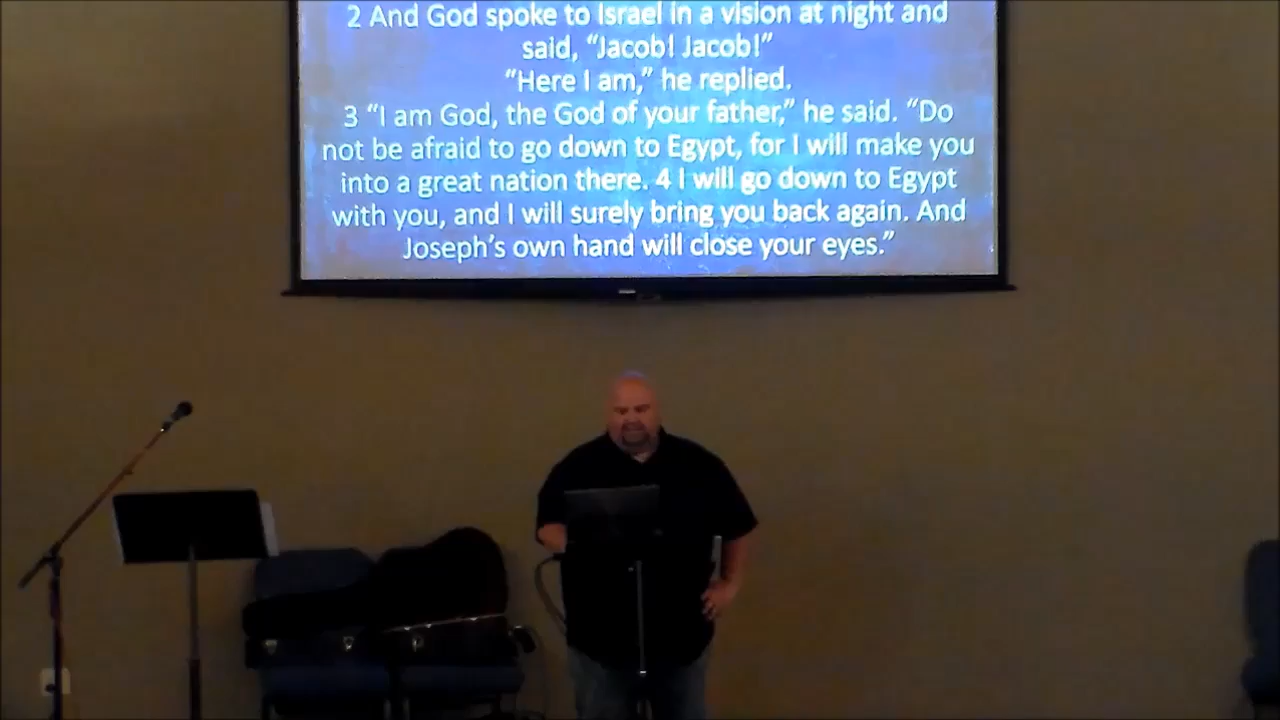 2 And God spoke to Israel in a vision at night and
said, “Jacob! Jacob!”
“Here I am,” he replied.
3 “I am God, the God of your father,” he said. “Do
not be afraid to go down to Egypt, for I will make you
into a great nation there. 4 I will go down to Egypt
with you, and I will surely bring you back again. And
Joseph’s own hand will close your eyes.”